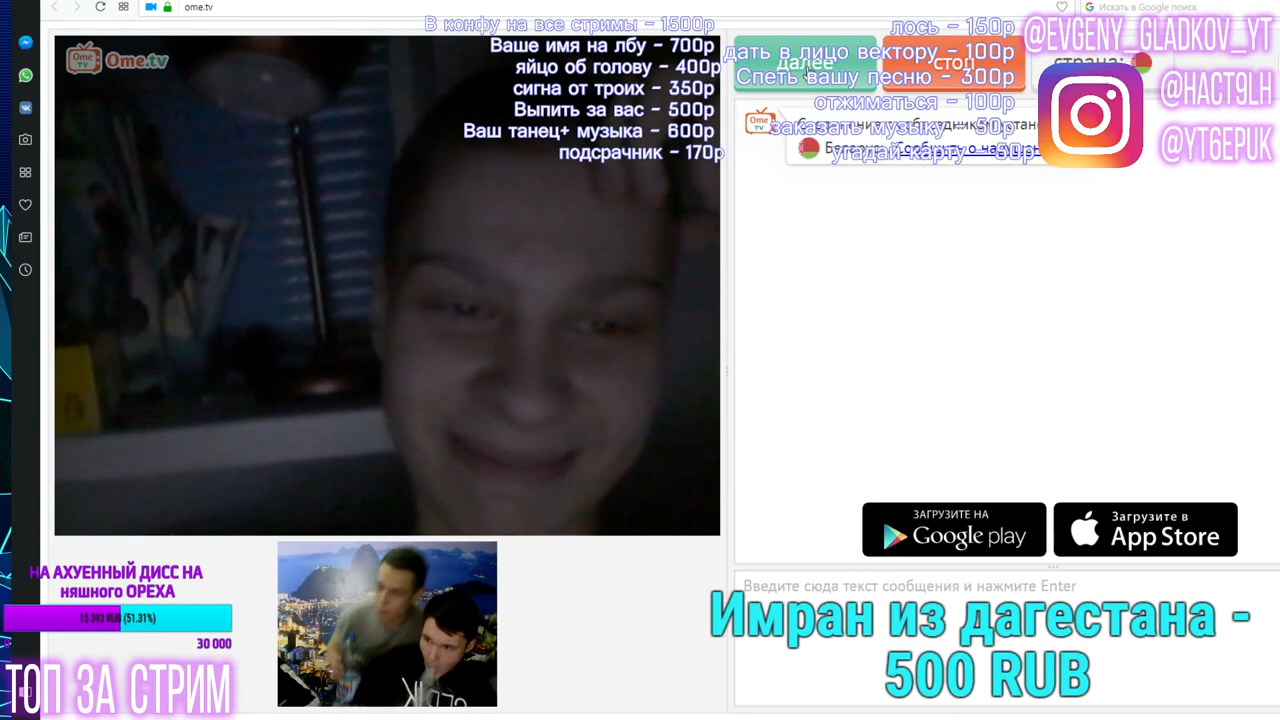 ome.tv
Искать в Google поиск
В конфу на все стримы - 1500р
Ваше имя на лбу - 700р
яйцо об голову - 400р
сигна от троих - 350р
Выпить за вас - 500р
Ваш танец+ музыка - 600р
подсрачник - 170р
Ome.tv
лось - 150р
дать в лицо вектору - 100р
Спеть вашу песню - 300р
отжиматься - 100р
заказать музыку - 50р
угадай карту - 50р
далее
стоп
страна:
@EVGENY_GLADKOV_YT
@HACT9LH
@YT6EPUK
ЗАГРУЗИТЕ НА
Google play
Загрузите в
App Store
Введите сюда текст сообщения и нажмите Enter
Имран из дагестана -
500 RUB
НА АХУЕННЫЙ ДИСС НА
няшного ОРЕХА
15 393 RUB (51.31%)
0
30 000
ТОП ЗА СТРИМ